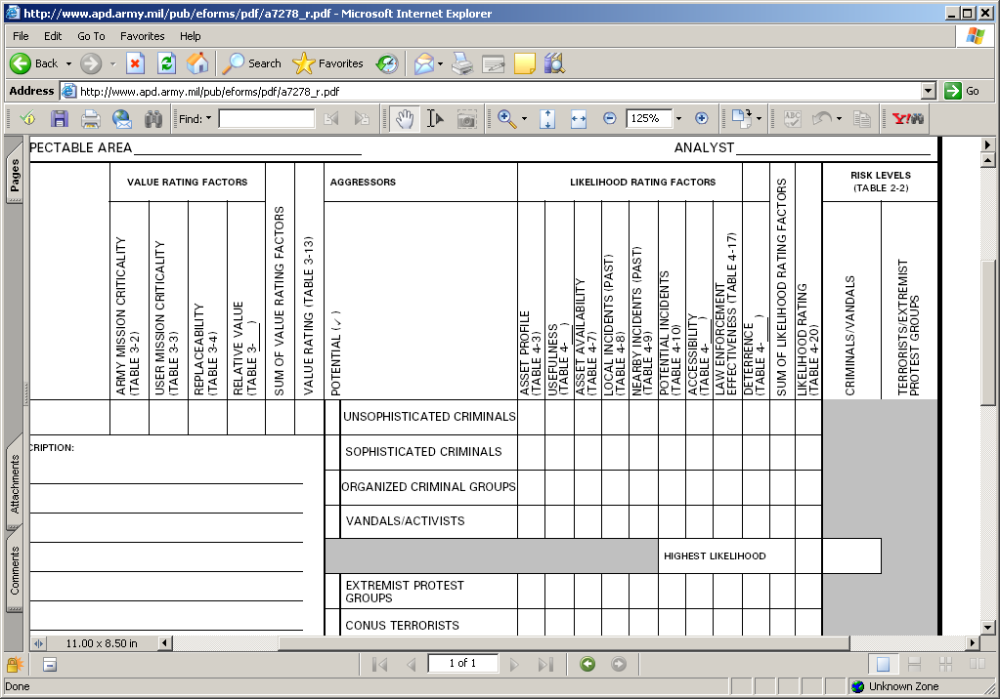 http://www.apd.army.mil/pub/eforms/pdf/a7278_r.pdf - Microsoft Internet Explorer
File Edit Go To Favorites Help
Back Search Favorites
Address http://www.apd.army.mil/pub/eforms/pdf/a7278_r.pdf Go
Find: 125% Y!
Pages
Attachments
Comments
PECTABLE AREA ANALYST
VALUE RATING FACTORS
AGGRESSORS
LIKELIHOOD RATING FACTORS
RISK LEVELS
(TABLE 2-2)
ARMY MISSION CRITICALITY
(TABLE 3-2)
USER MISSION CRITICALITY
(TABLE 3-3)
REPLACEABILITY
(TABLE 3-4)
RELATIVE VALUE
(TABLE 3-___)
SUM OF VALUE RATING FACTORS
VALUE RATING (TABLE 3-13)
POTENTIAL (✓)
ASSET PROFILE
(TABLE 4-3)
USEFULNESS
(TABLE 4-___)
ASSET AVAILABILITY
(TABLE 4-7)
LOCAL INCIDENTS (PAST)
(TABLE 4-8)
NEARBY INCIDENTS (PAST)
(TABLE 4-9)
POTENTIAL INCIDENTS
(TABLE 4-10)
ACCESSIBILITY
(TABLE 4-___)
LAW ENFORCEMENT
EFFECTIVENESS (TABLE 4-17)
DETERRENCE
(TABLE 4-___)
SUM OF LIKELIHOOD RATING FACTORS
LIKELIHOOD RATING
(TABLE 4-20)
CRIMINALS/VANDALS
TERRORISTS/EXTREMIST
PROTEST GROUPS
UNSOPHISTICATED CRIMINALS
CRIPTION:
SOPHISTICATED CRIMINALS
ORGANIZED CRIMINAL GROUPS
VANDALS/ACTIVISTS
HIGHEST LIKELIHOOD
EXTREMIST PROTEST
GROUPS
CONUS TERRORISTS
11.00 x 8.50 in
1 of 1
Done Unknown Zone